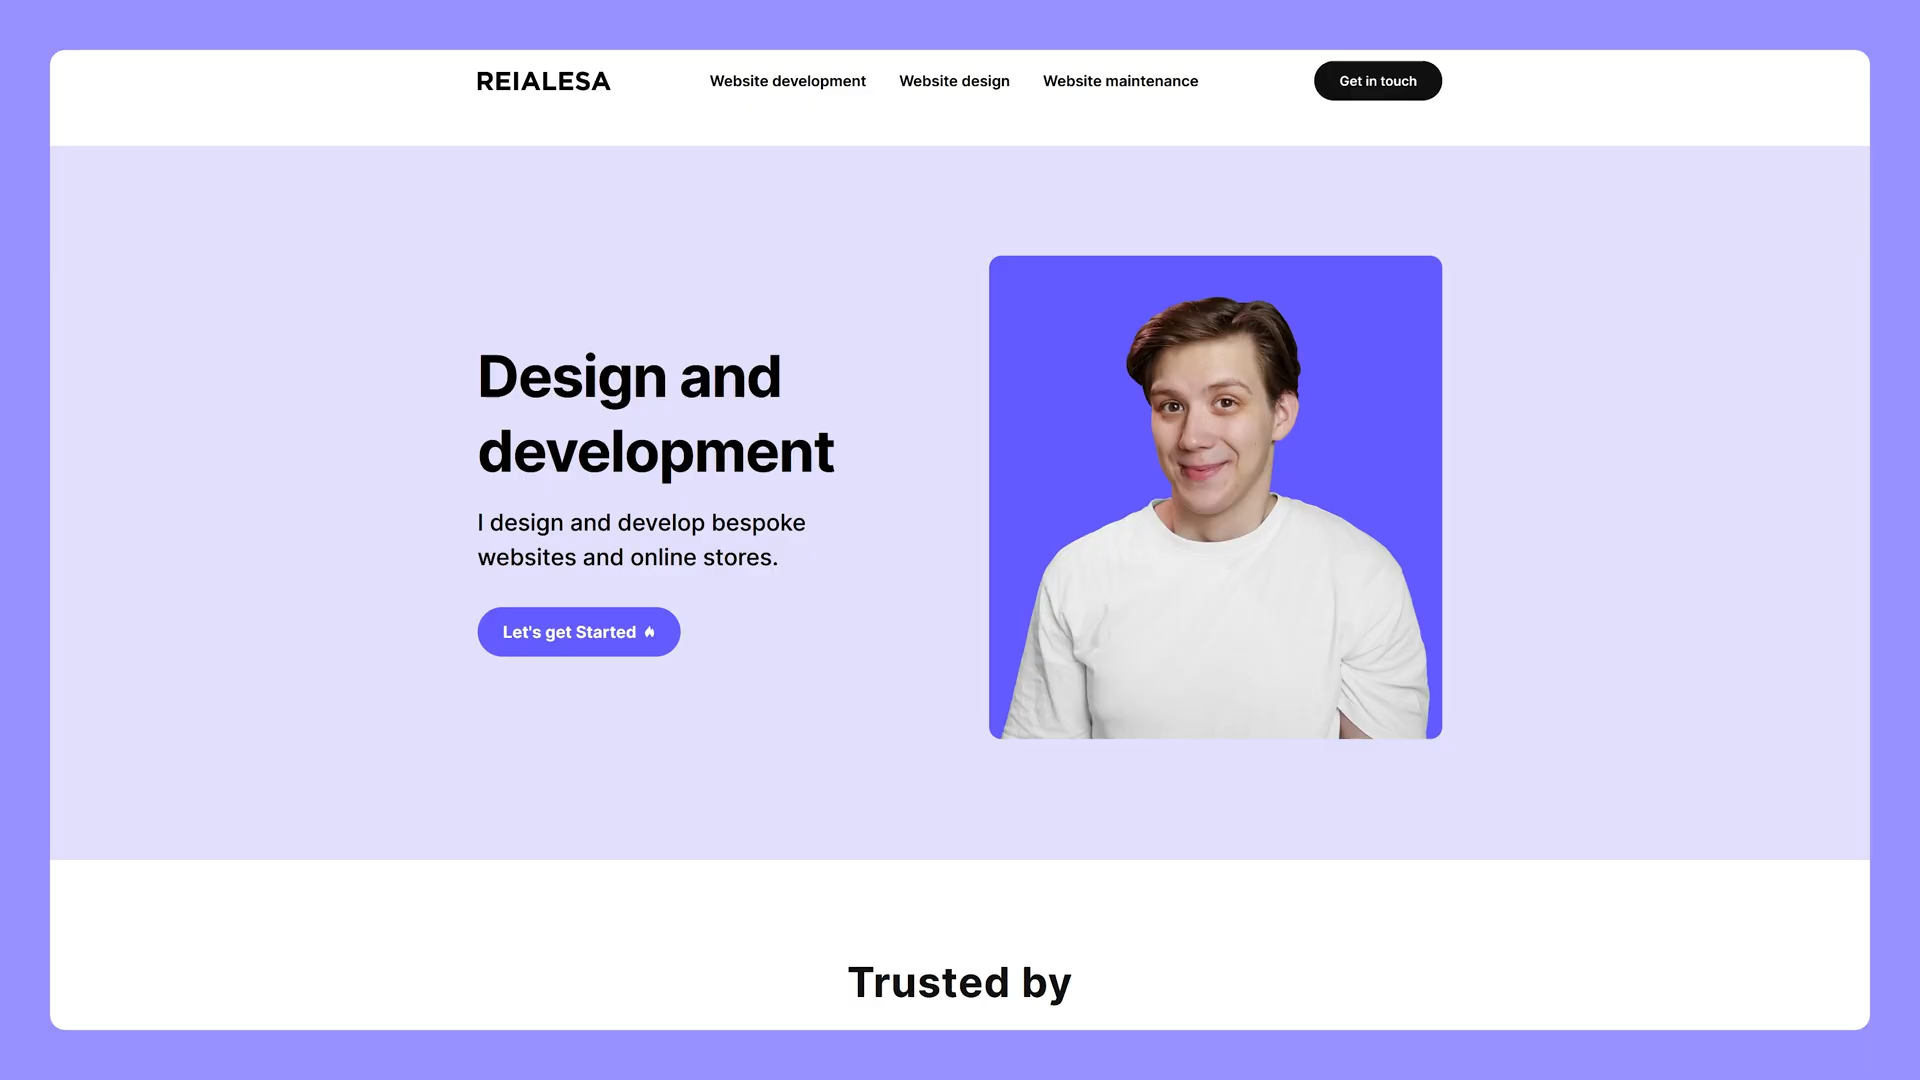 REIALESA
Website development
Website design
Website maintenance
Get in touch
Design and
development
I design and develop bespoke
websites and online stores.
Let's get Started
Trusted by